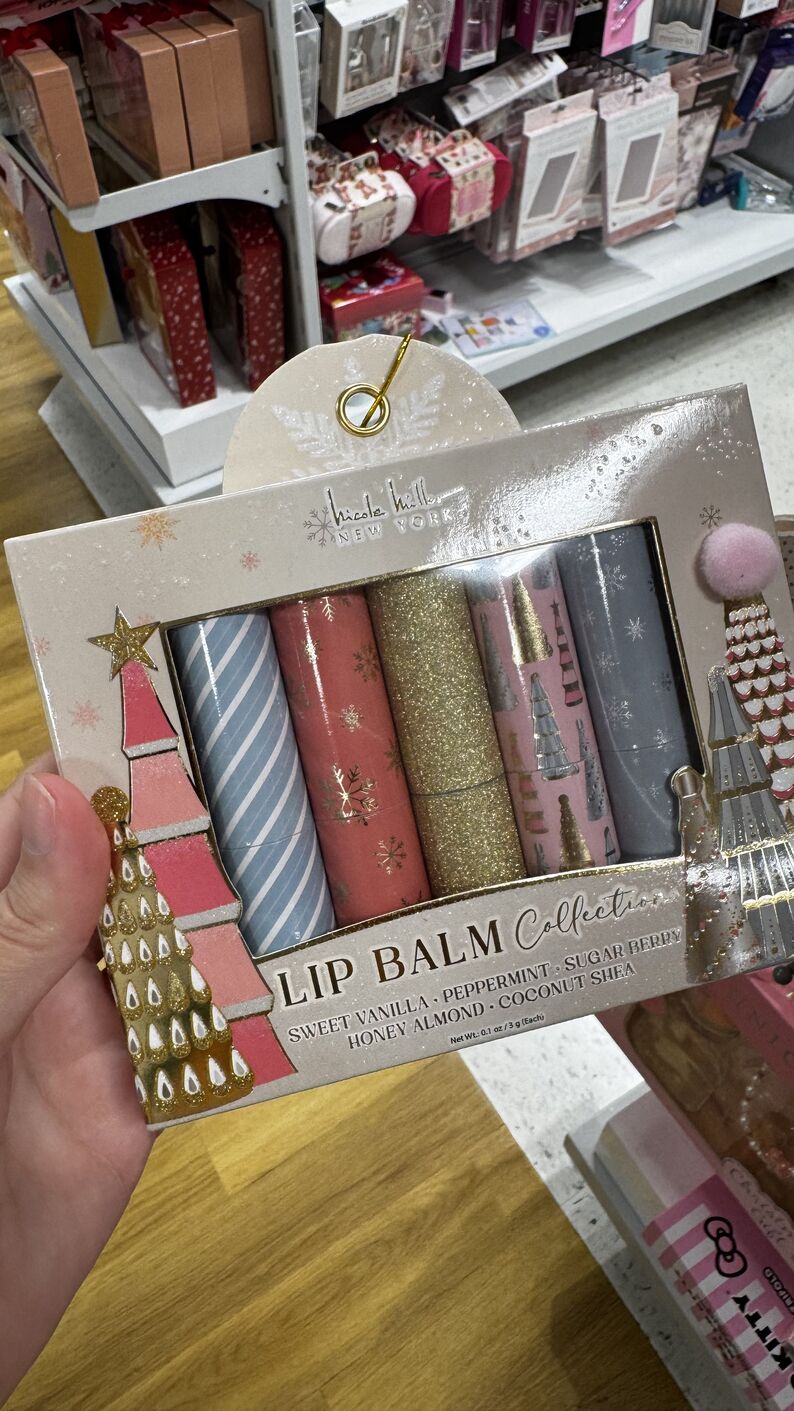 Nicole Miller
NEW YORK
LIP BALM Collection
SWEET VANILLA • PEPPERMINT • SUGAR BERRY
HONEY ALMOND • COCONUT SHEA
Net Wt.: 0.1 oz / 3 g (Each)
KITTY